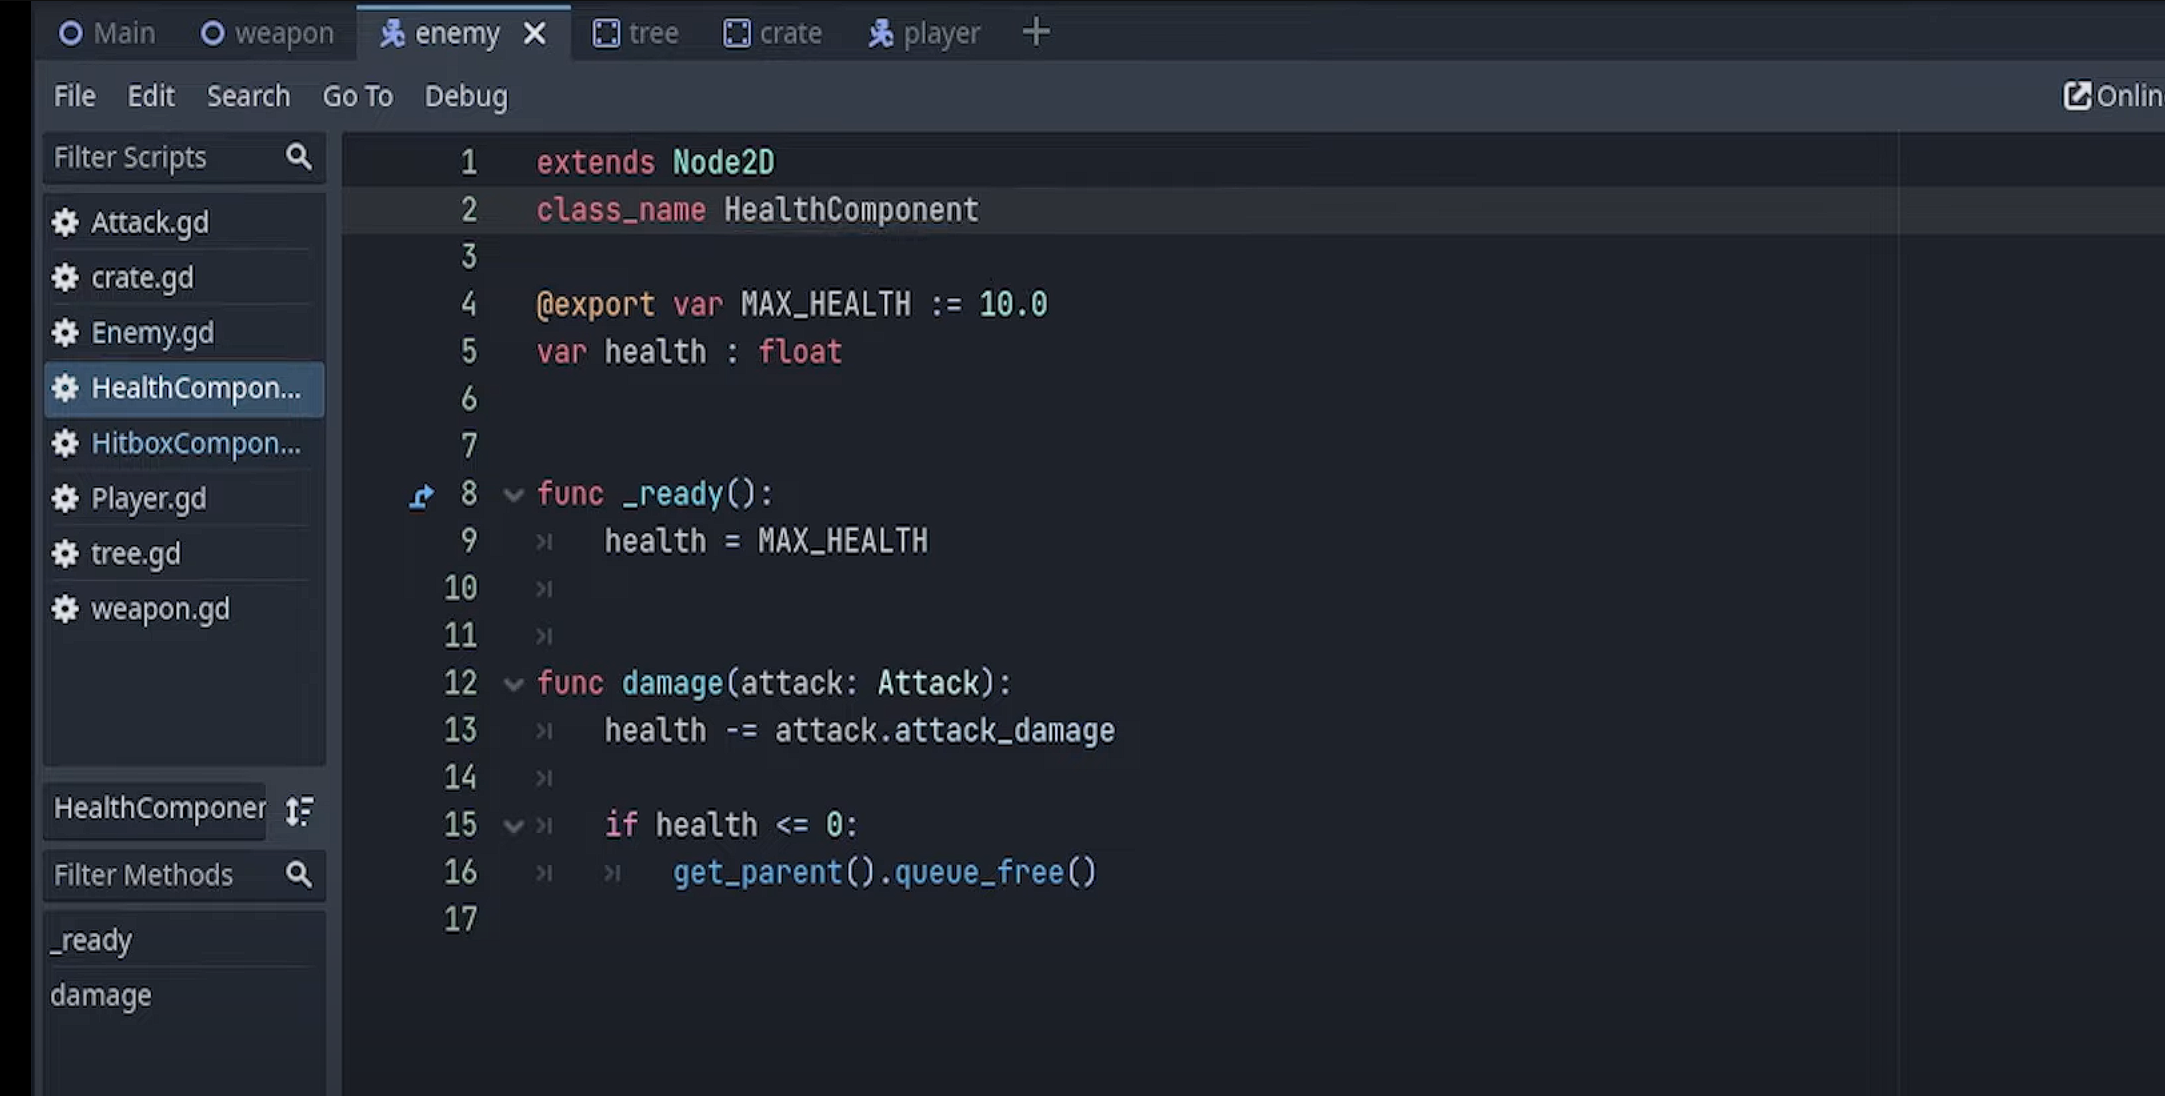 Main weapon enemy tree crate player
File Edit Search Go To Debug Onlin
Filter Scripts
Attack.gd
crate.gd
Enemy.gd
HealthCompon...
HitboxCompon...
Player.gd
tree.gd
weapon.gd
HealthComponer
Filter Methods
_ready
damage
1 extends Node2D
2 class_name HealthComponent
3
4 @export var MAX_HEALTH := 10.0
5 var health : float
6
7
8 func _ready():
9 health = MAX_HEALTH
10
11
12 func damage(attack: Attack):
13 health -= attack.attack_damage
14
15 if health <= 0:
16 get_parent().queue_free()
17